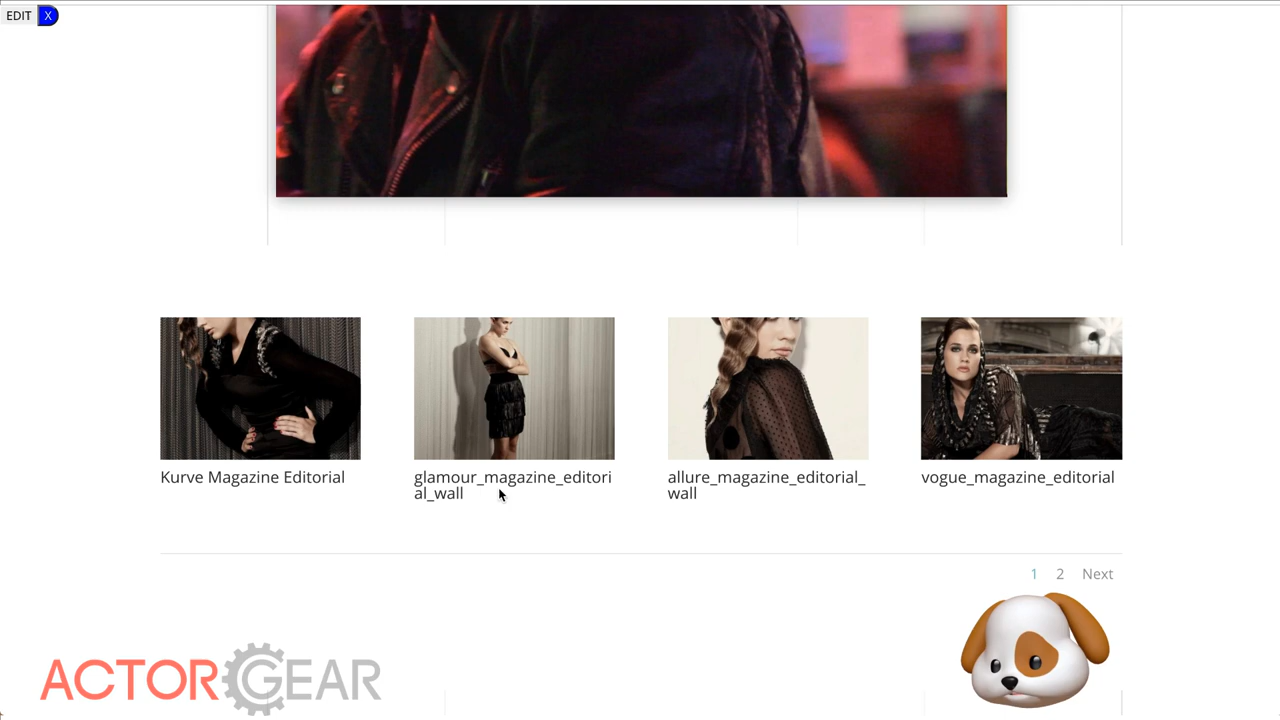 EDIT X
Kurve Magazine Editorial
glamour_magazine_editori
al_wall
allure_magazine_editorial_
wall
vogue_magazine_editorial
1 2 Next
ACTORGEAR